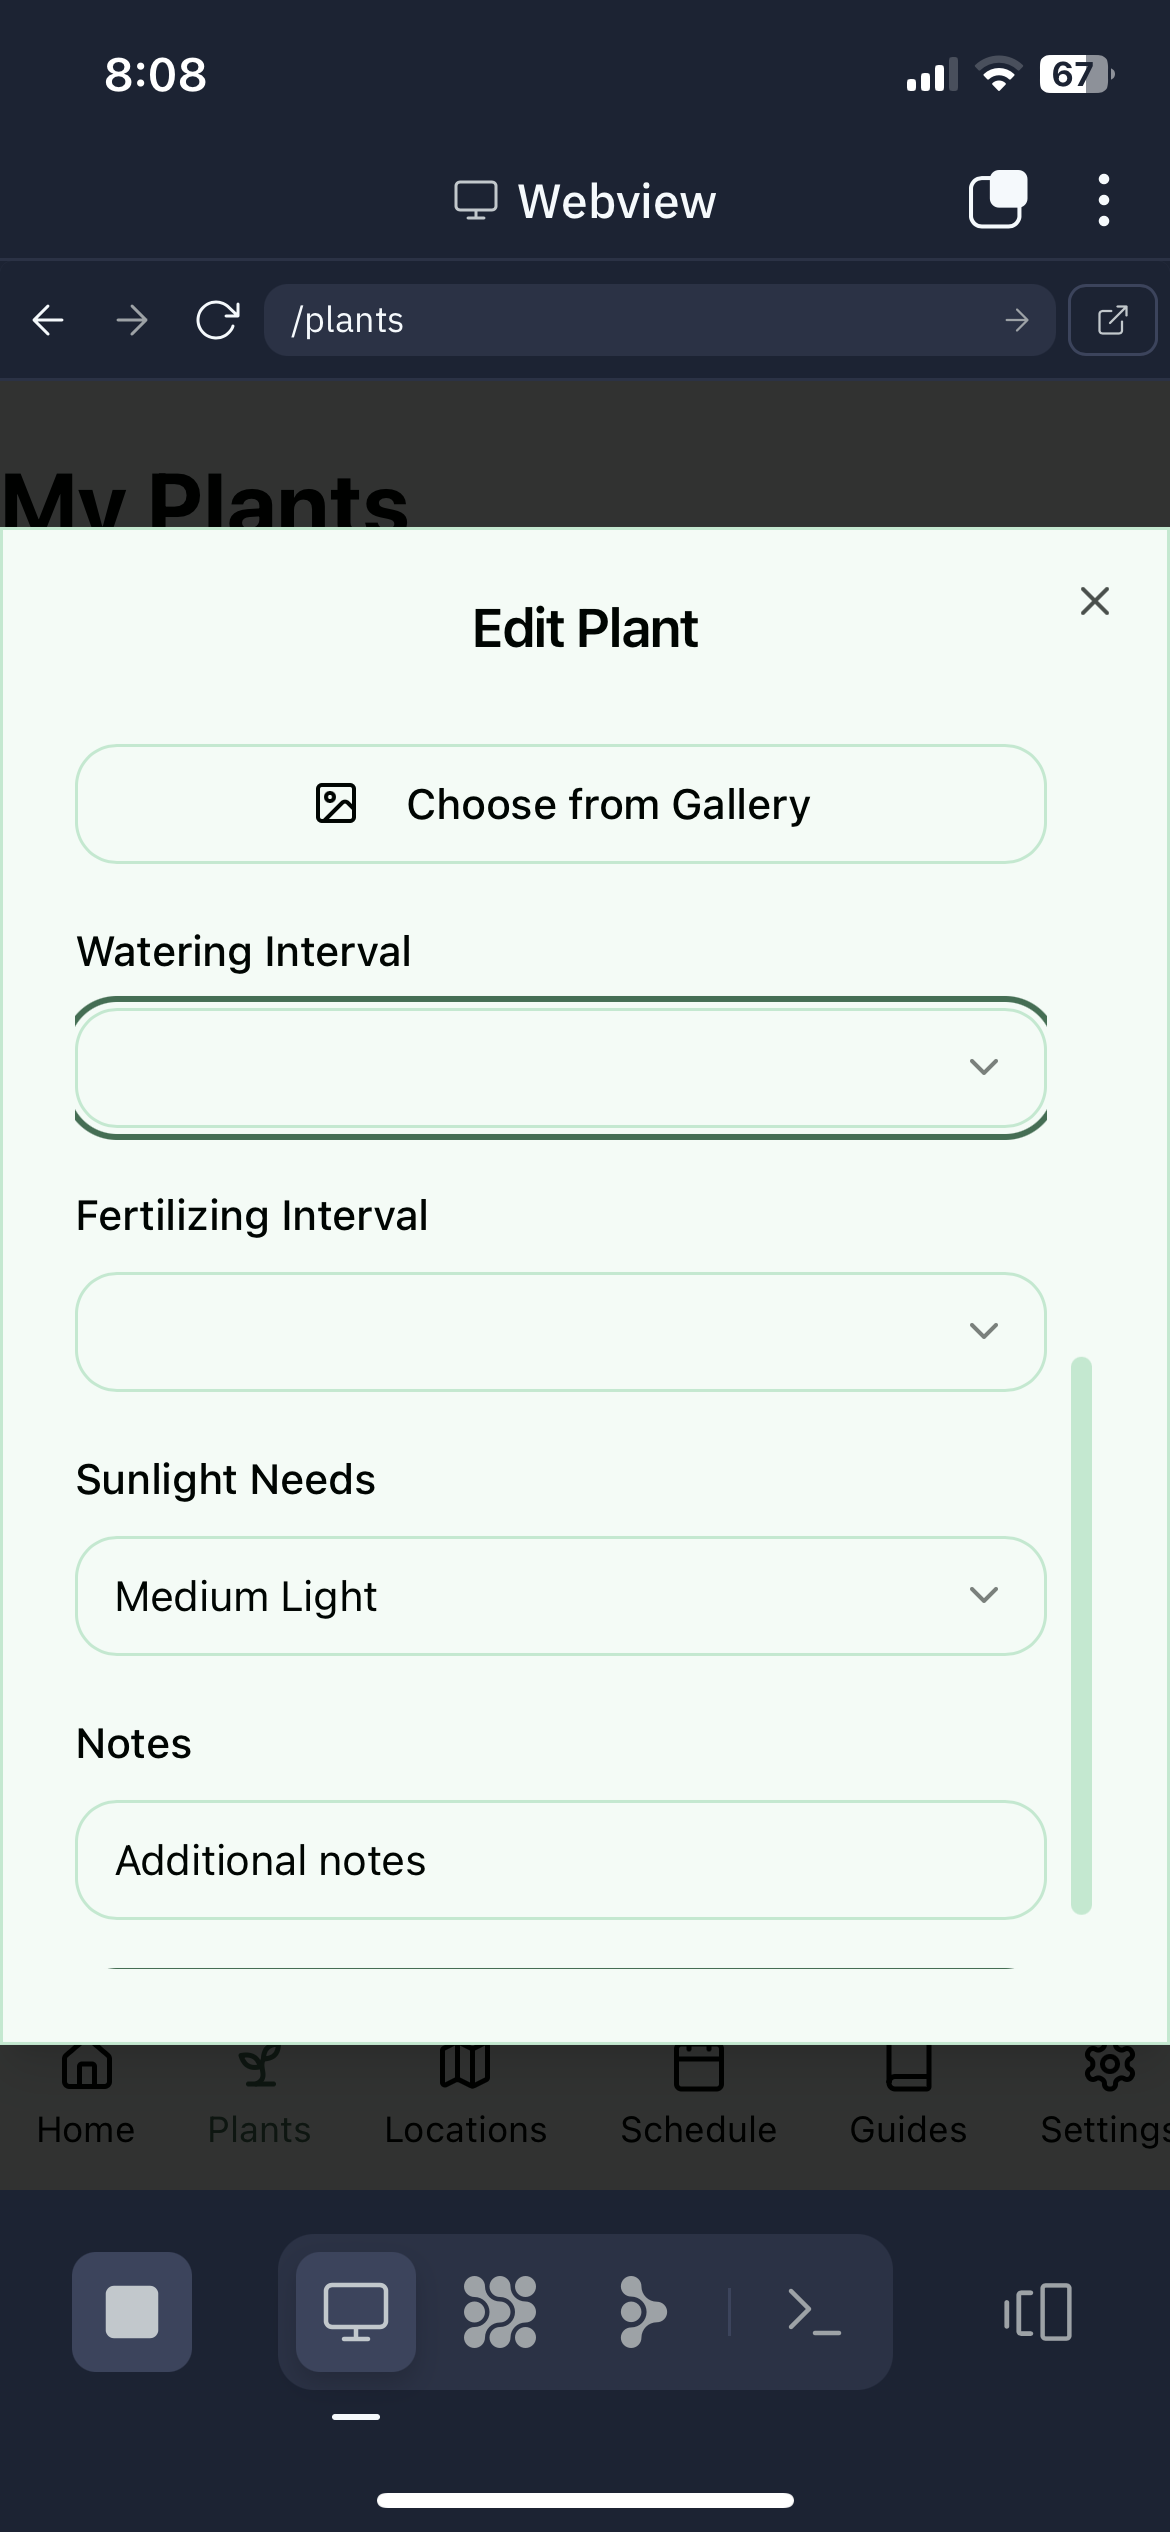 8:08
67
Webview
/plants
My Plants
Edit Plant
Choose from Gallery
Watering Interval
Fertilizing Interval
Sunlight Needs
Medium Light
Notes
Additional notes
Home Plants Locations Schedule Guides Settings